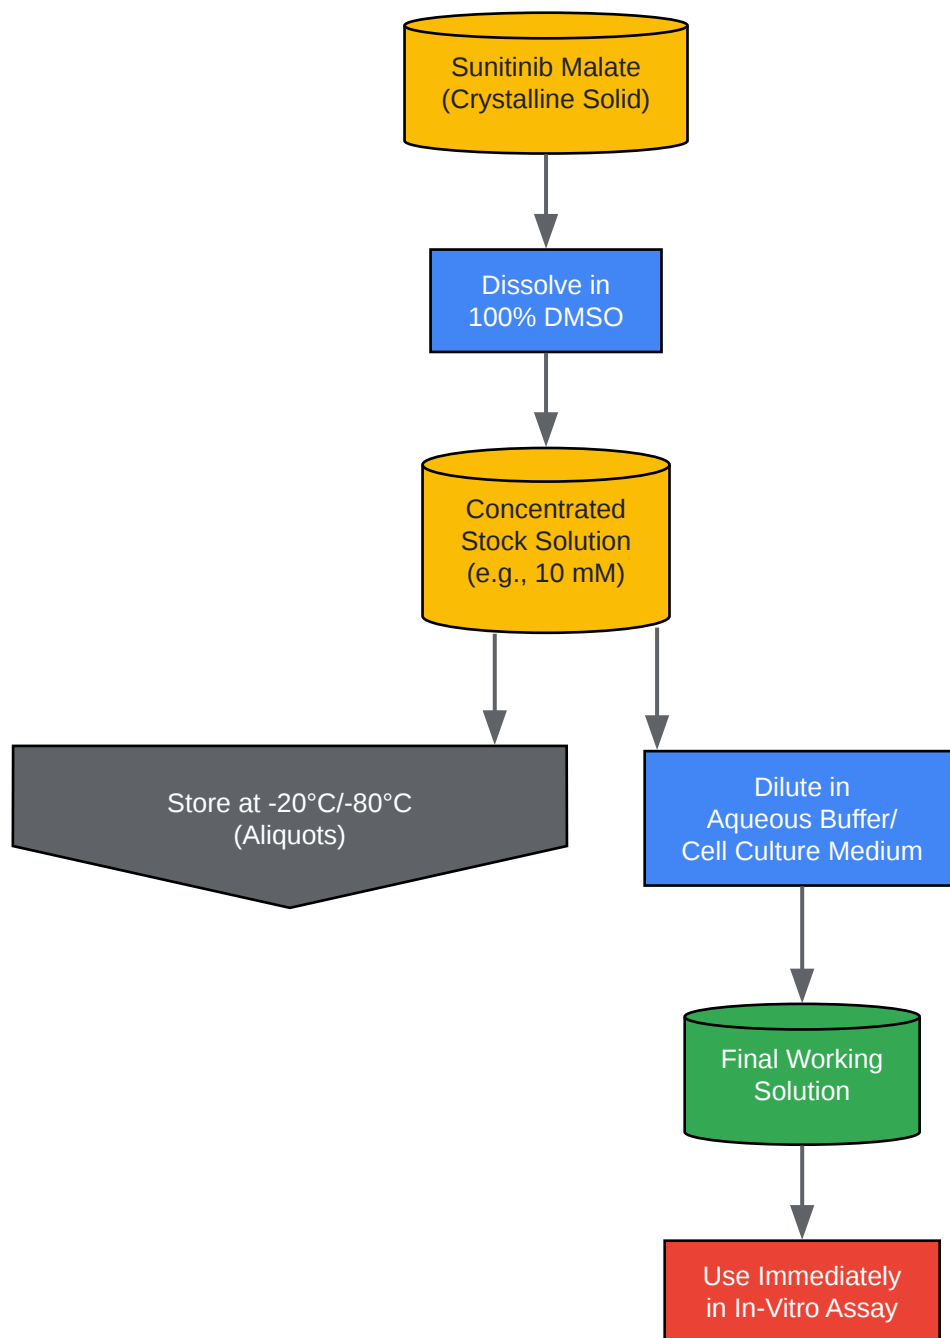 Sunitinib Malate
(Crystalline Solid)
Dissolve in
100% DMSO
Concentrated
Stock Solution
(e.g., 10 mM)
Store at -20°C/-80°C
(Aliquots)
Dilute in
Aqueous Buffer/
Cell Culture Medium
Final Working
Solution
Use Immediately
in In-Vitro Assay